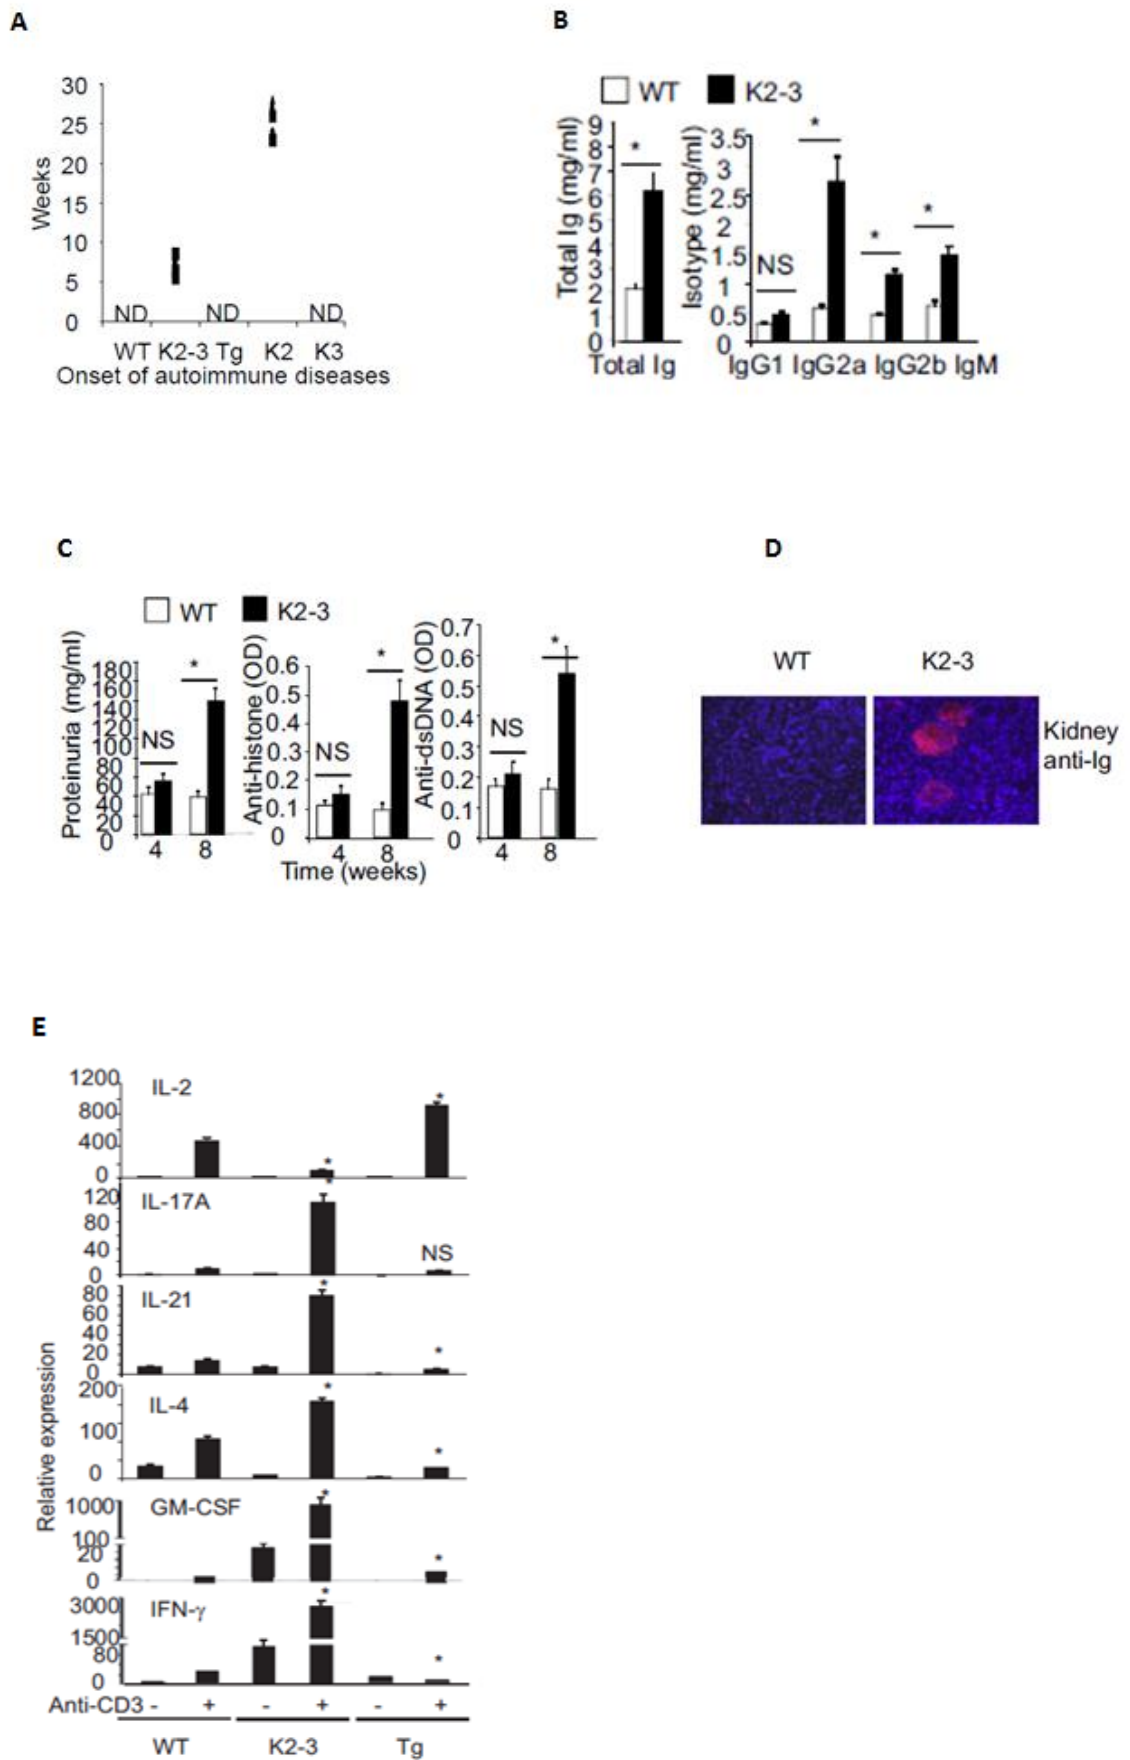 A
30
25
20
15
10
5
0
Weeks
ND
ND
ND
WT K2-3 Tg K2 K3
Onset of autoimmune diseases
B
WT K2-3
Total Ig (mg/ml)
9
8
7
6
5
4
3
2
1
0
*
Total Ig
Isotype (mg/ml)
3.5
3
2.5
2
1.5
1
0.5
0
NS
*
*
*
IgG1 IgG2a IgG2b IgM
C
WT K2-3
Proteinuria (mg/ml)
180
160
140
120
100
80
60
40
20
0
NS
*
4 8
Anti-histone (OD)
0.6
0.5
0.4
0.3
0.2
0.1
0
NS
*
4 8
Anti-dsDNA (OD)
0.7
0.6
0.5
0.4
0.3
0.2
0.1
0
NS
*
4 8
Time (weeks)
D
WT K2-3
Kidney
anti-Ig
E
Relative expression
1200
800
400
0
IL-2
*
*
120
80
40
0
IL-17A
*
NS
80
60
40
20
0
IL-21
*
*
200
100
0
IL-4
*
*
1000
100
20
0
GM-CSF
*
*
3000
1500
80
0
IFN-γ
*
*
Anti-CD3 - + - + - +
WT K2-3 Tg